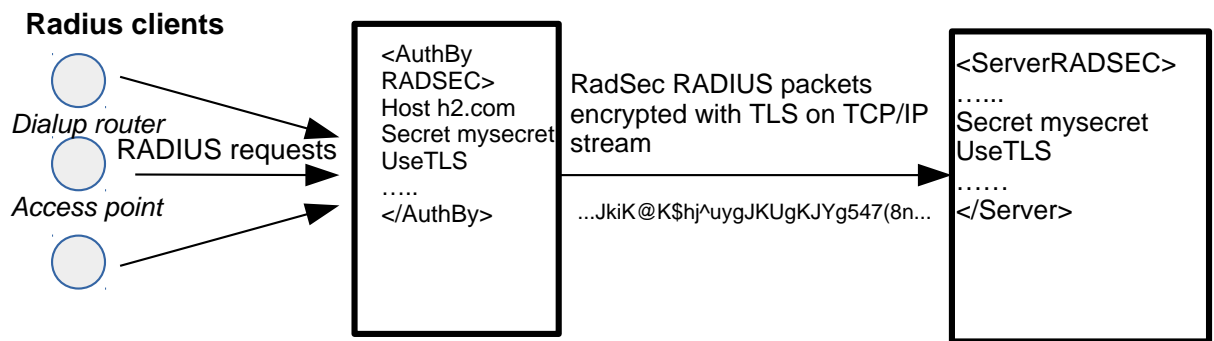 Radius clients
Dialup router
RADIUS requests
Access point
<AuthBy
RADSEC>
Host h2.com
Secret mysecret
UseTLS
…..
</AuthBy>
RadSec RADIUS packets
encrypted with TLS on TCP/IP
stream
...JkiK@K$hj^uygJKUgKJYg547(8n...
<ServerRADSEC>
…...
Secret mysecret
UseTLS
……
</Server>